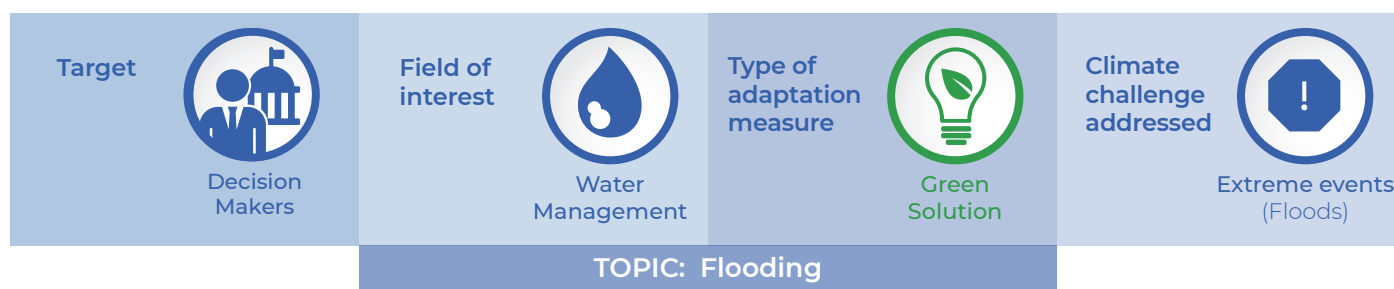 Target
Decision
Makers
Field of
interest
Water
Management
Type of
adaptation
measure
Green
Solution
Climate
challenge
addressed
!
Extreme events
(Floods)
TOPIC: Flooding